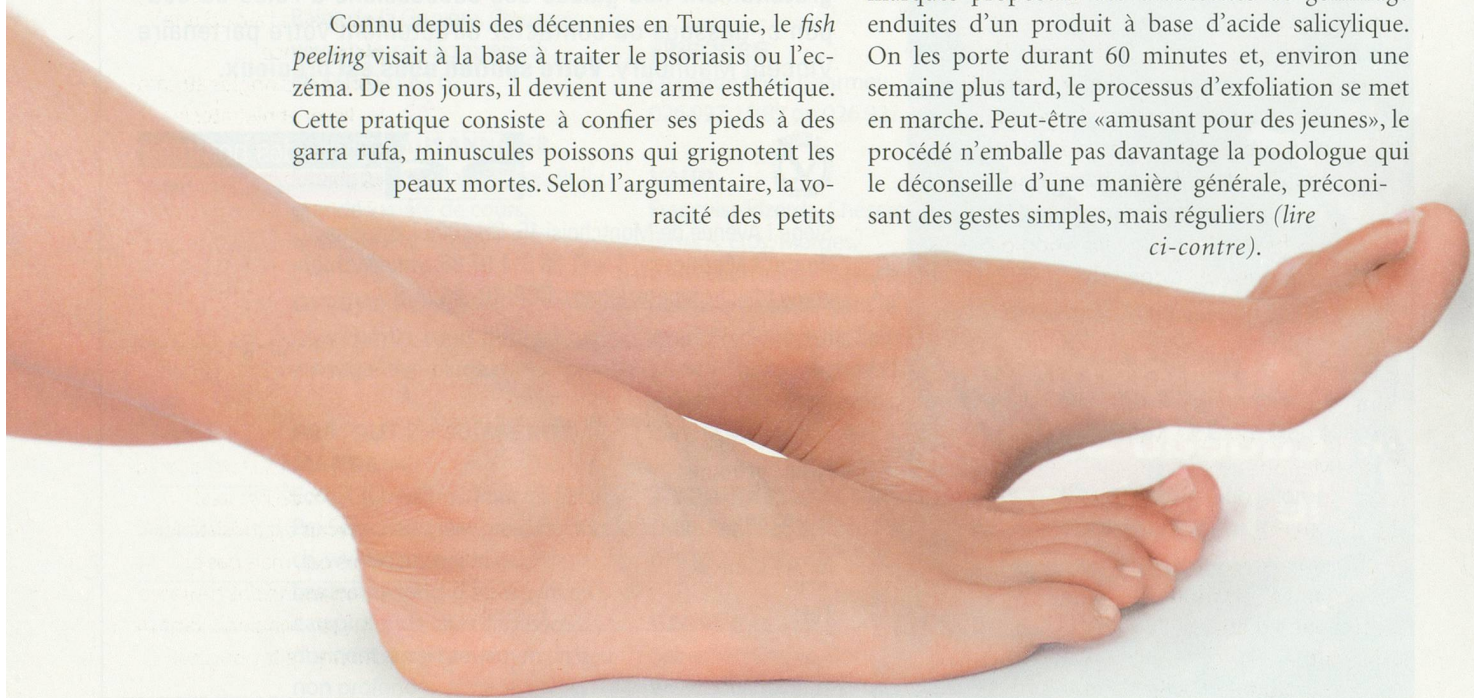 Connu depuis des décennies en Turquie, le fish
peeling visait à la base à traiter le psoriasis ou l'ec-
zéma. De nos jours, il devient une arme esthétique.
Cette pratique consiste à confier ses pieds à des
garra rufa, minuscules poissons qui grignotent les
peaux mortes. Selon l'argumentaire, la vo-
racité des petits
enduites d'un produit à base d'acide salicylique.
On les porte durant 60 minutes et, environ une
semaine plus tard, le processus d'exfoliation se met
en marche. Peut-être «amusant pour des jeunes», le
procédé n'emballe pas davantage la podologue qui
le déconseille d'une manière générale, préconi-
sant des gestes simples, mais réguliers (lire
ci-contre).